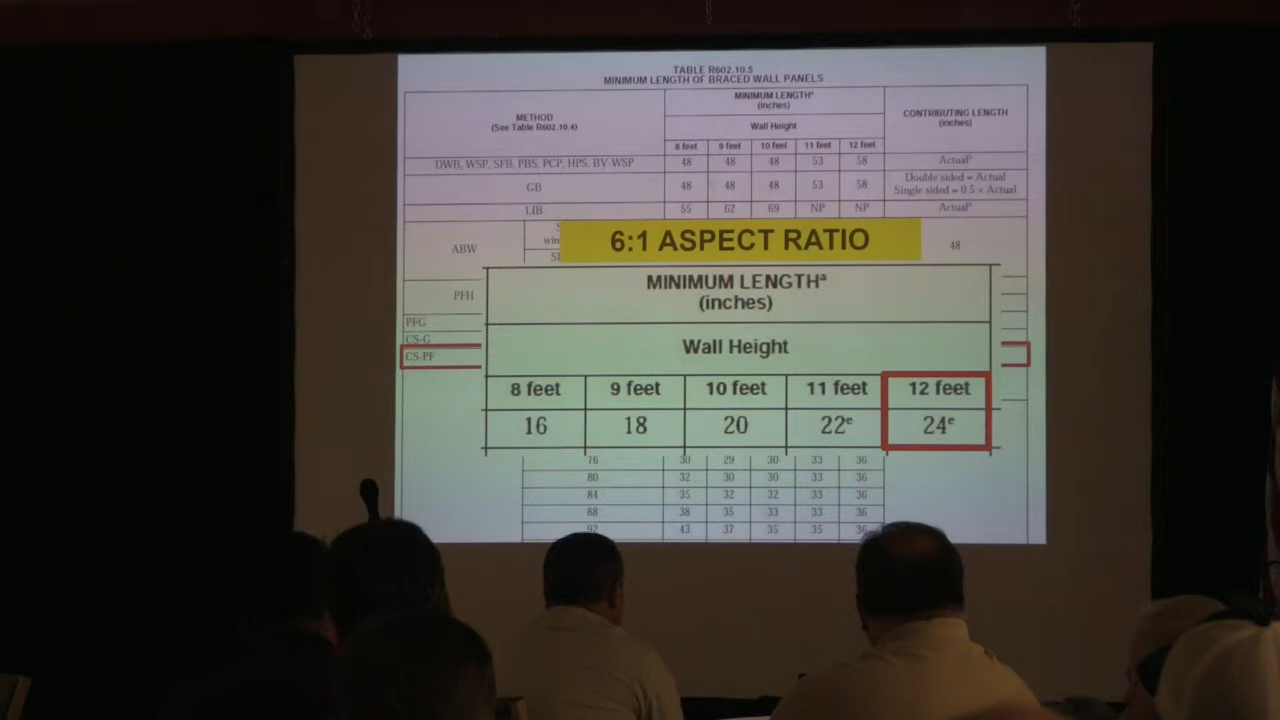 TABLE R602.10.5
MINIMUM LENGTH OF BRACED WALL PANELS
METHOD
(See Table R602.10.4)
MINIMUM LENGTHa
(inches)
Wall Height
CONTRIBUTING LENGTH
(inches)
8 feet 9 feet 10 feet 11 feet 12 feet
DWB, WSP, SFB, PBS, PCP, HPS, BV-WSP 48 48 48 53 58 Actualb
GB 48 48 48 53 58 Double sided = Actual
Single sided = 0.5 × Actual
LIB 55 62 69 NP NP Actualb
ABW 48
6:1 ASPECT RATIO
PFH
PFG
CS-G
CS-PF
MINIMUM LENGTHa
(inches)
Wall Height
8 feet 9 feet 10 feet 11 feet 12 feet
16 18 20 22e 24e
76 30 29 30 33 36
80 32 30 30 33 36
84 35 32 32 33 36
88 38 35 33 33 36
92 43 37 35 35 36